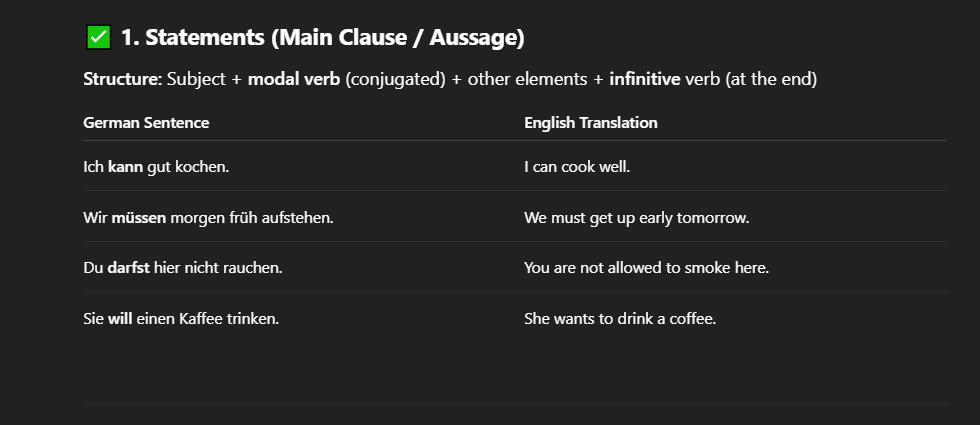 ✅ 1. Statements (Main Clause / Aussage)
Structure: Subject + modal verb (conjugated) + other elements + infinitive verb (at the end)
German Sentence English Translation
Ich kann gut kochen. I can cook well.
Wir müssen morgen früh aufstehen. We must get up early tomorrow.
Du darfst hier nicht rauchen. You are not allowed to smoke here.
Sie will einen Kaffee trinken. She wants to drink a coffee.